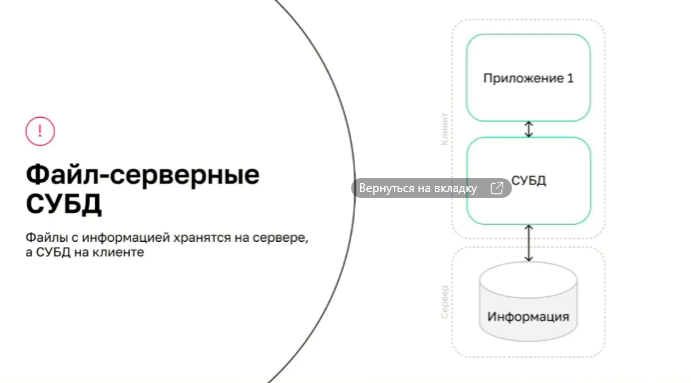 !
Файл-серверные
СУБД
Файлы с информацией хранятся на сервере,
а СУБД на клиенте
Клиент
Приложение 1
СУБД
Вернуться на вкладку
Сервер
Информация